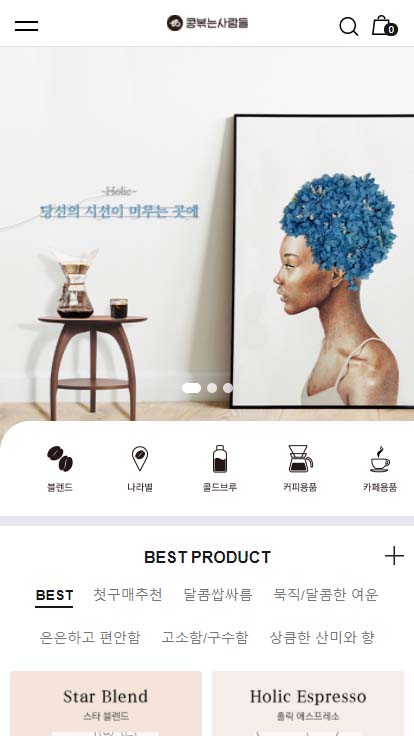 콩볶는사람들
0
-Holic-
당신의 시선이 머무는 곳에
블렌드
나라별
콜드브루
커피용품
카페용품
BEST PRODUCT
BEST
첫구매추천
달콤쌉싸름
묵직/달콤한 여운
은은하고 편안함
고소함/구수함
상큼한 산미와 향
Star Blend
스타 블렌드
Holic Espresso
홀릭 에스프레소